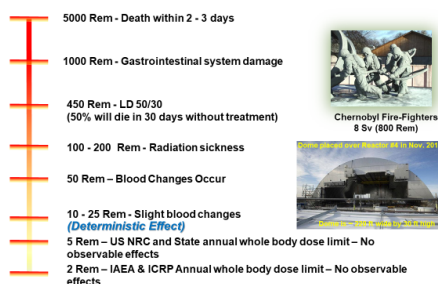 5000 Rem - Death within 2 - 3 days
1000 Rem - Gastrointestinal system damage
450 Rem - LD 50/30
(50% will die in 30 days without treatment)
Chernobyl Fire-Fighters
8 Sv (800 Rem)
100 - 200 Rem - Radiation sickness
Dome placed over Reactor #4 in Nov. 201
50 Rem – Blood Changes Occur
10 - 25 Rem - Slight blood changes
(Deterministic Effect)
5 Rem – US NRC and State annual whole body dose limit – No
observable effects
2 Rem – IAEA & ICRP Annual whole body dose limit – No observable
effects